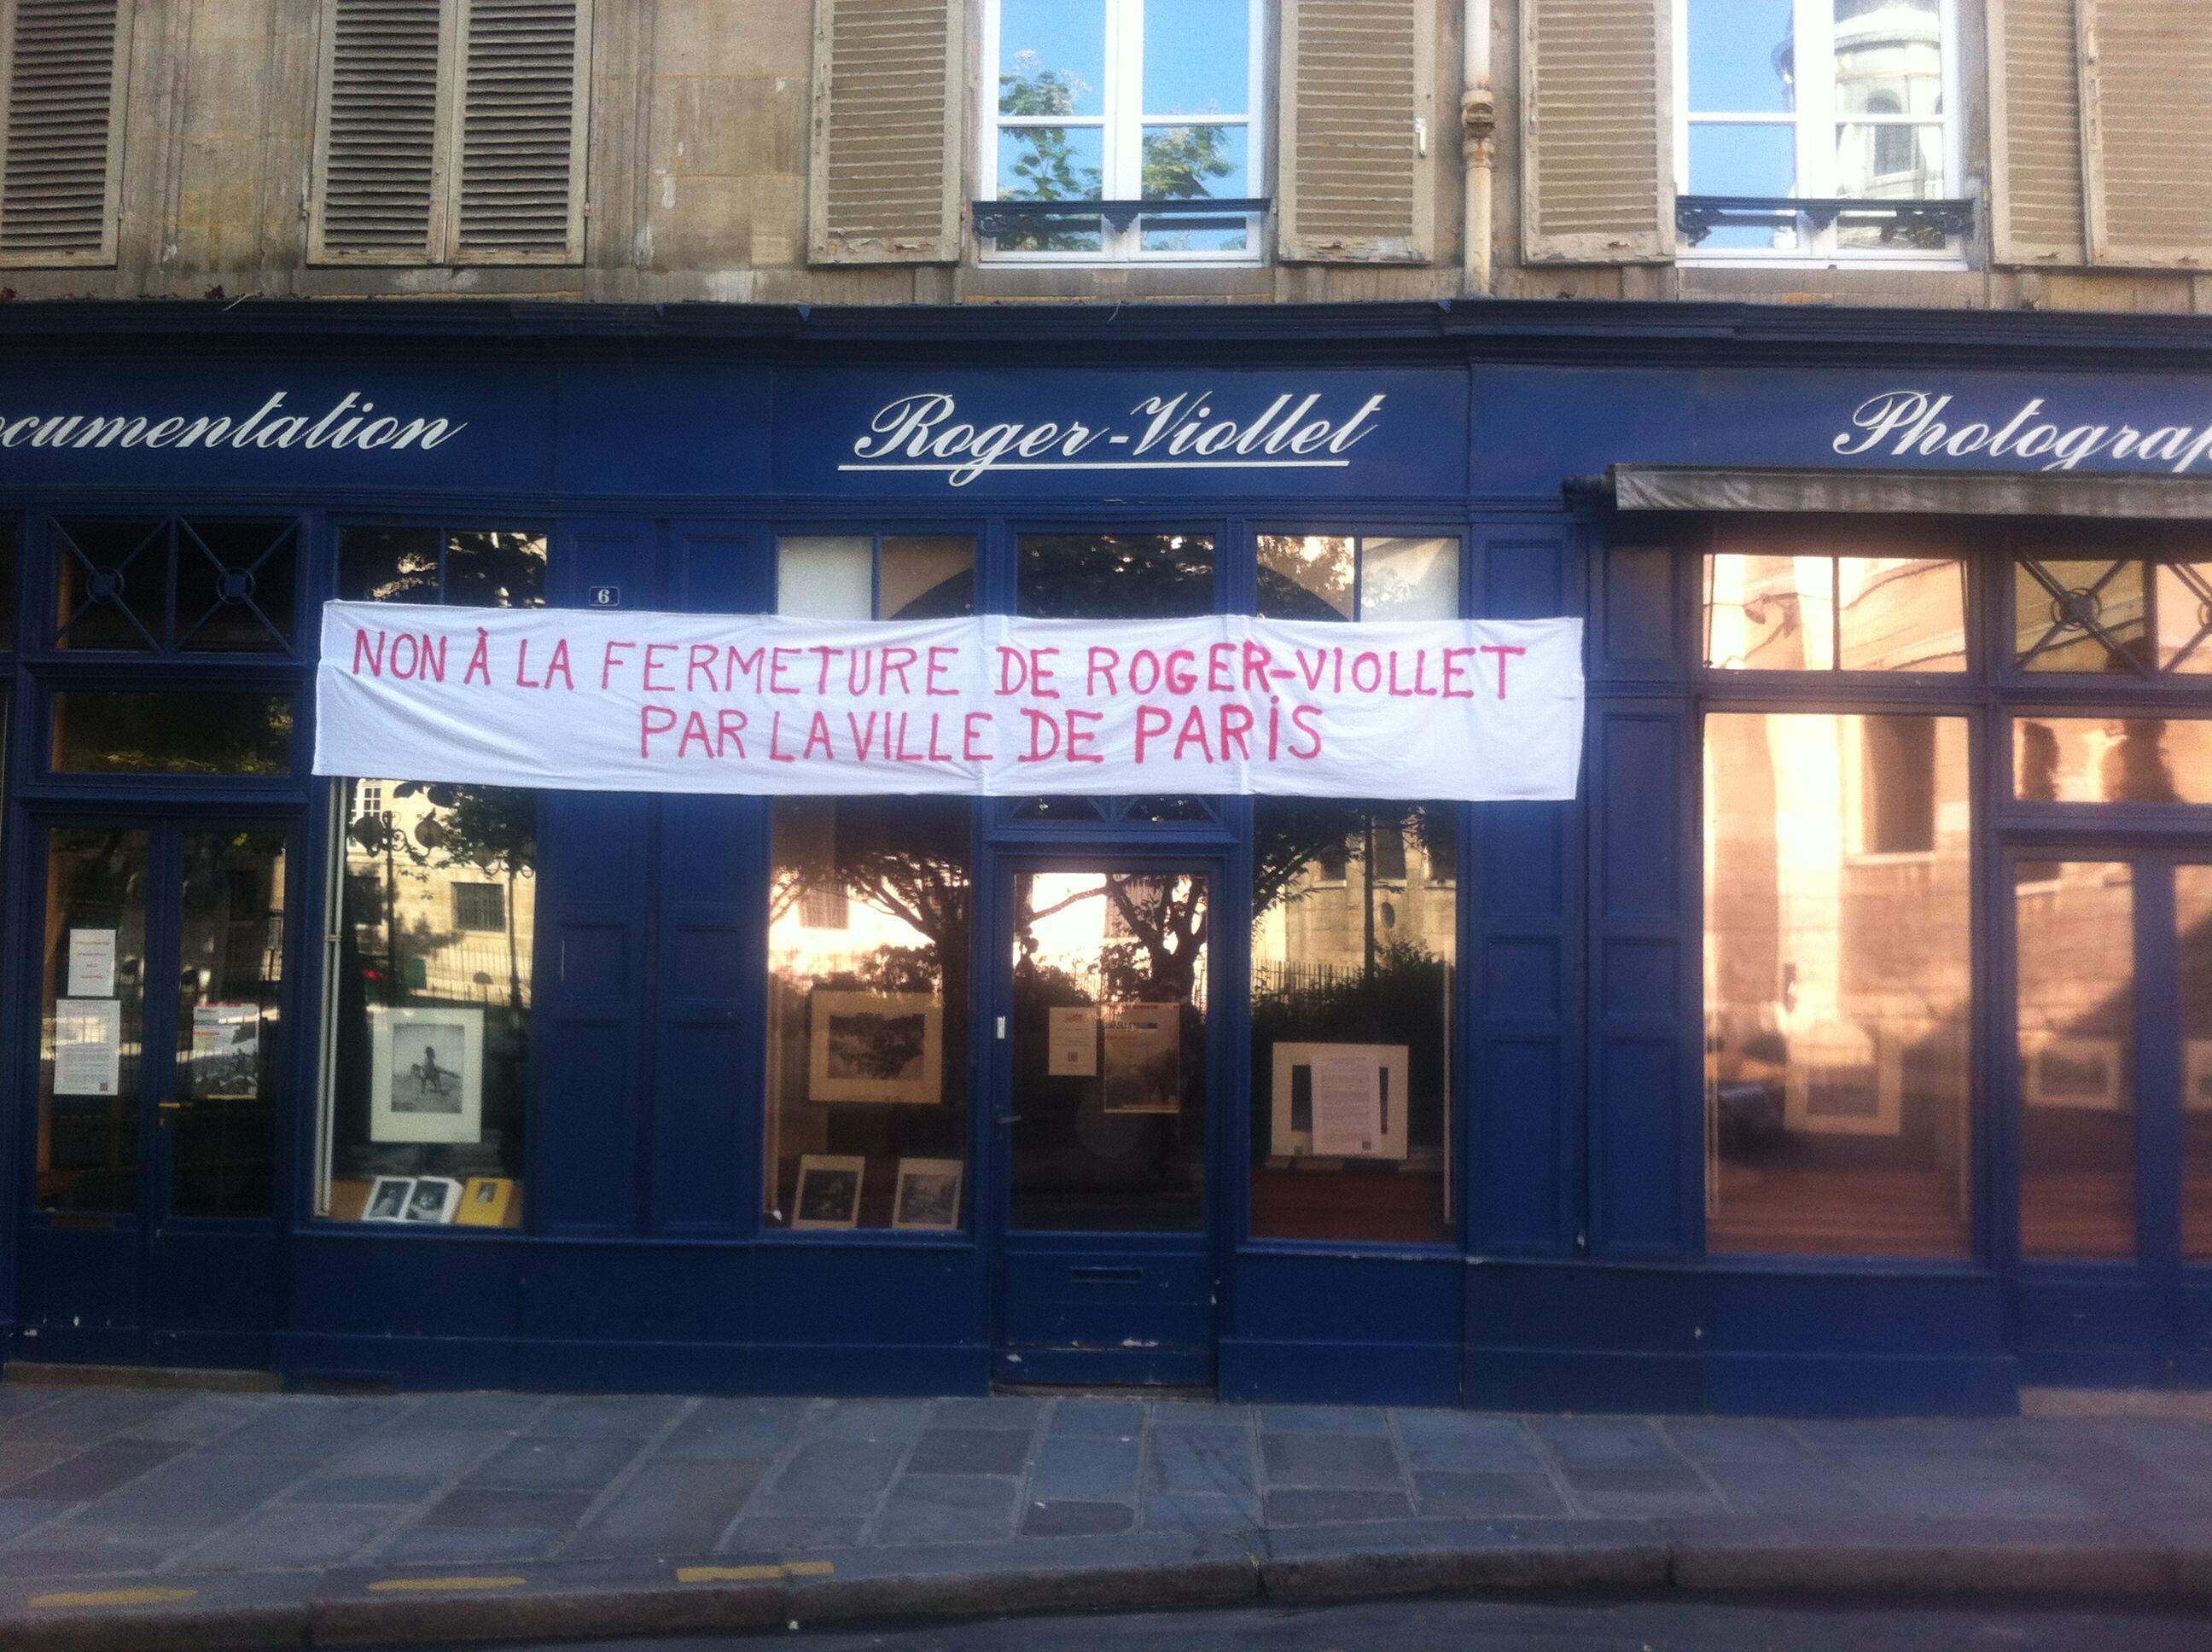 ocumentation
Roger-Viollet
Photograp
6
NON À LA FERMETURE DE ROGER-VIOLLET
PAR LA VILLE DE PARIS